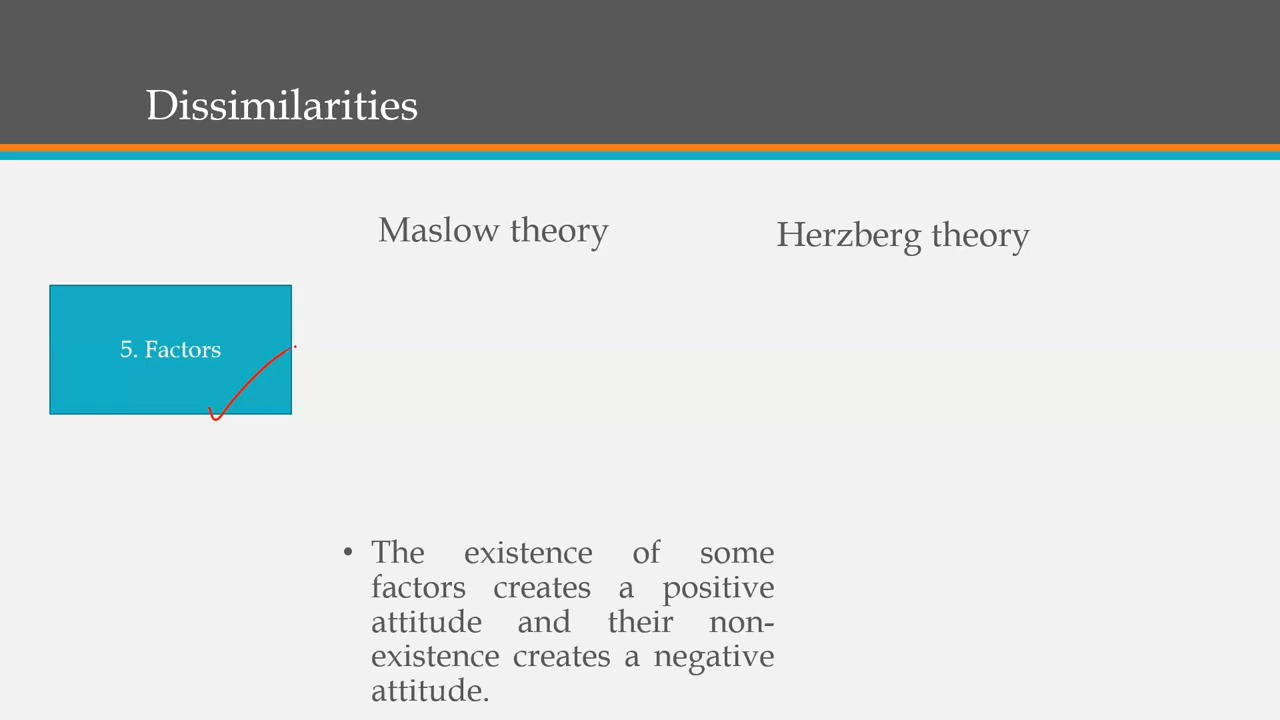 Dissimilarities
Maslow theory
Herzberg theory
5. Factors
• The existence of some
factors creates a positive
attitude and their non-
existence creates a negative
attitude.